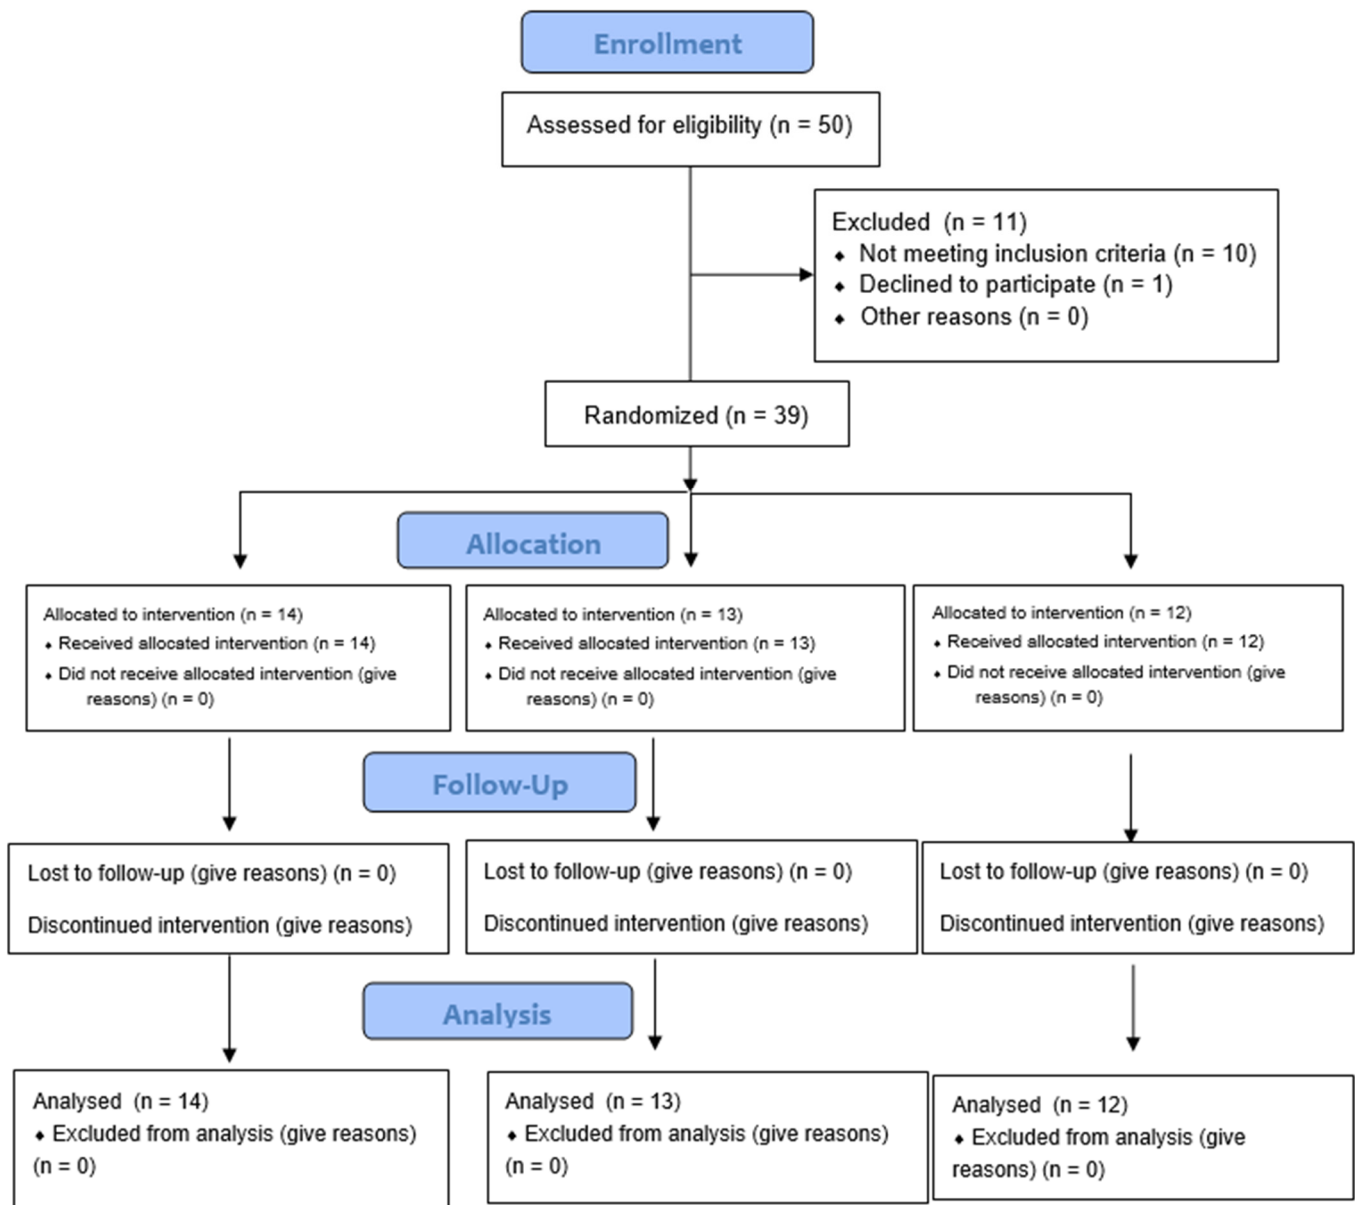 Enrollment
Assessed for eligibility (n = 50)
Excluded (n = 11)
⬥ Not meeting inclusion criteria (n = 10)
⬥ Declined to participate (n = 1)
⬥ Other reasons (n = 0)
Randomized (n = 39)
Allocation
Allocated to intervention (n = 14)
⬥ Received allocated intervention (n = 14)
⬥ Did not receive allocated intervention (give
reasons) (n = 0)
Allocated to intervention (n = 13)
⬥ Received allocated intervention (n = 13)
⬥ Did not receive allocated intervention (give
reasons) (n = 0)
Allocated to intervention (n = 12)
⬥ Received allocated intervention (n = 12)
⬥ Did not receive allocated intervention (give
reasons) (n = 0)
Follow-Up
Lost to follow-up (give reasons) (n = 0)
Discontinued intervention (give reasons)
Lost to follow-up (give reasons) (n = 0)
Discontinued intervention (give reasons)
Lost to follow-up (give reasons) (n = 0)
Discontinued intervention (give reasons)
Analysis
Analysed (n = 14)
⬥ Excluded from analysis (give reasons)
(n = 0)
Analysed (n = 13)
⬥ Excluded from analysis (give reasons)
(n = 0)
Analysed (n = 12)
⬥ Excluded from analysis (give
reasons) (n = 0)